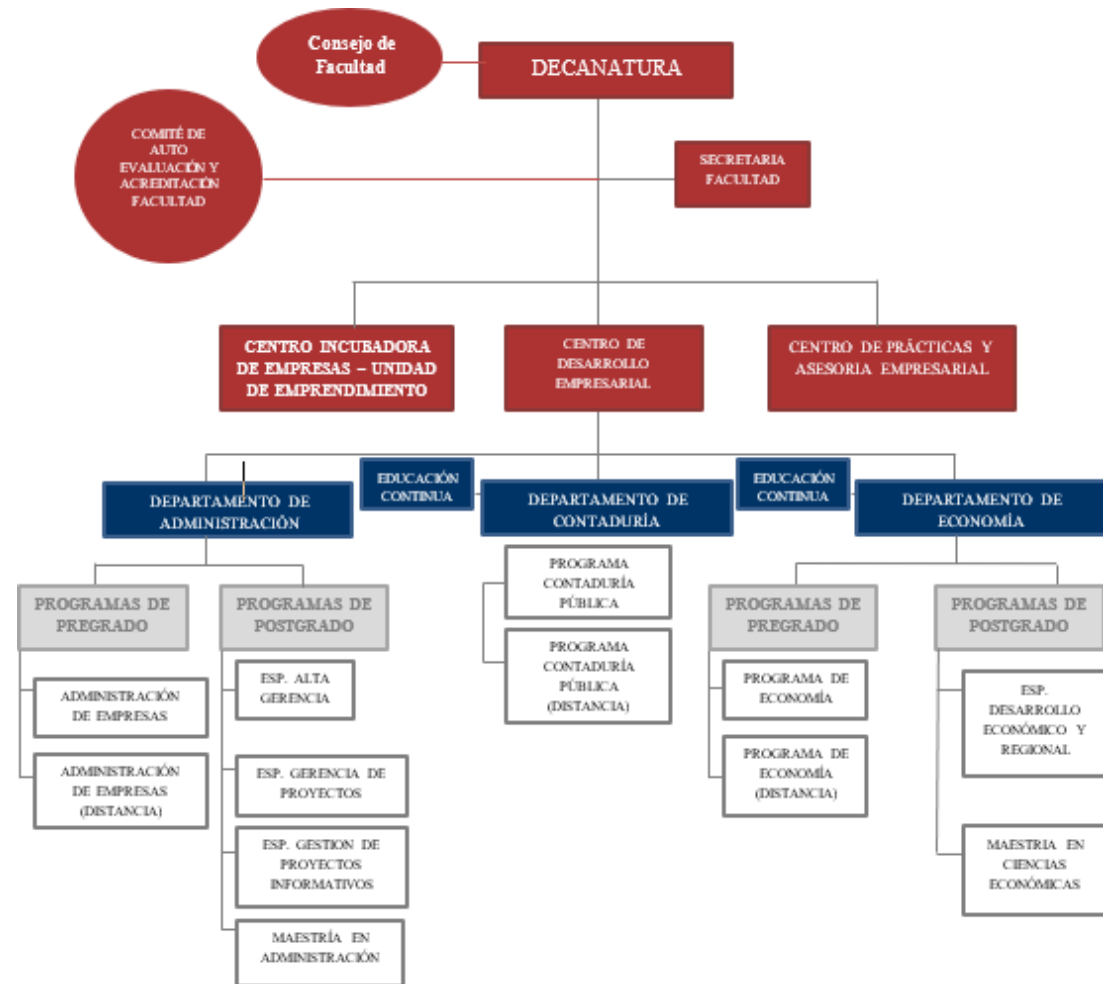 Consejo de
Facultad
DECANATURA
COMITÉ DE
AUTO
EVALUACIÓN Y
ACREDITACIÓN
FACULTAD
SECRETARIA
FACULTAD
CENTRO INCUBADORA
DE EMPRESAS – UNIDAD
DE EMPRENDIMIENTO
CENTRO DE
DESARROLLO
EMPRESARIAL
CENTRO DE PRÁCTICAS Y
ASESORIA EMPRESARIAL
DEPARTAMENTO DE
ADMINISTRACIÓN
EDUCACIÓN
CONTINUA
DEPARTAMENTO DE
CONTADURÍA
EDUCACIÓN
CONTINUA
DEPARTAMENTO DE
ECONOMÍA
PROGRAMAS DE
PREGRADO
ADMINISTRACIÓN
DE EMPRESAS
ADMINISTRACIÓN
DE EMPRESAS
(DISTANCIA)
PROGRAMAS DE
POSTGRADO
ESP. ALTA
GERENCIA
ESP. GERENCIA DE
PROYECTOS
ESP. GESTION DE
PROYECTOS
INFORMATIVOS
MAESTRÍA EN
ADMINISTRACIÓN
PROGRAMA
CONTADURÍA
PÚBLICA
PROGRAMA
CONTADURÍA
PÚBLICA
(DISTANCIA)
PROGRAMAS DE
PREGRADO
PROGRAMA DE
ECONOMÍA
PROGRAMA DE
ECONOMÍA
(DISTANCIA)
PROGRAMAS DE
POSTGRADO
ESP.
DESARROLLO
ECONÓMICO Y
REGIONAL
MAESTRIA EN
CIENCIAS
ECONÓMICAS